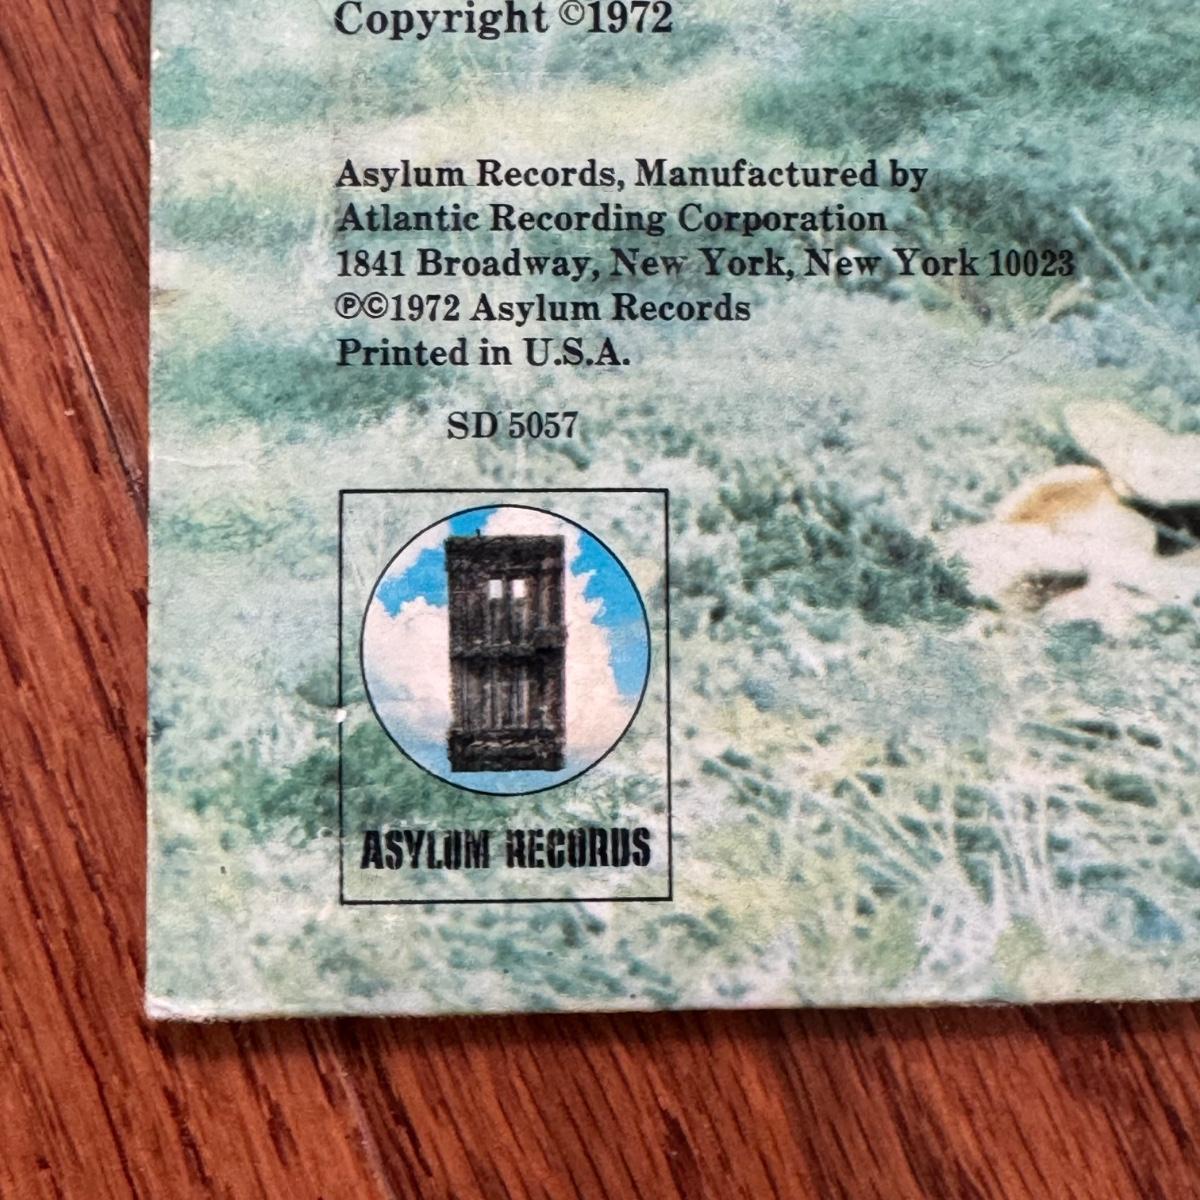 Copyright ©1972
Asylum Records, Manufactured by
Atlantic Recording Corporation
1841 Broadway, New York, New York 10023
℗©1972 Asylum Records
Printed in U.S.A.
SD 5057
ASYLUM RECORDS